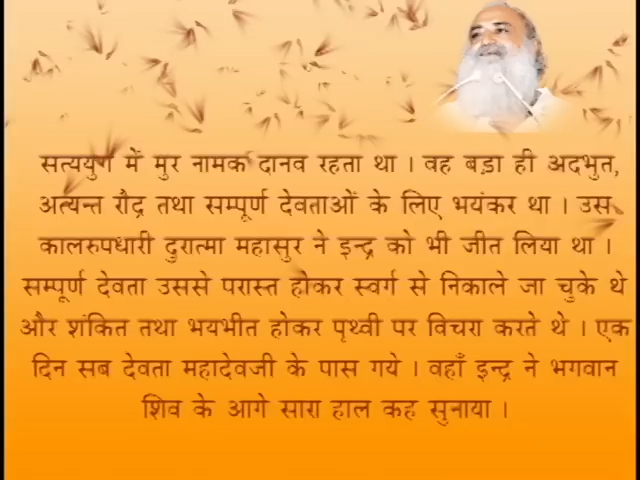 सत्ययुग में मुर नामक दानव रहता था । वह बड़ा ही अदभुत,
अत्यन्त रौद्र तथा सम्पूर्ण देवताओं के लिए भयंकर था । उस
कालरुपधारी दुरात्मा महासुर ने इन्द्र को भी जीत लिया था ।
सम्पूर्ण देवता उससे परास्त होकर स्वर्ग से निकाले जा चुके थे
और शंकित तथा भयभीत होकर पृथ्वी पर विचरा करते थे । एक
दिन सब देवता महादेवजी के पास गये । वहाँ इन्द्र ने भगवान
शिव के आगे सारा हाल कह सुनाया ।